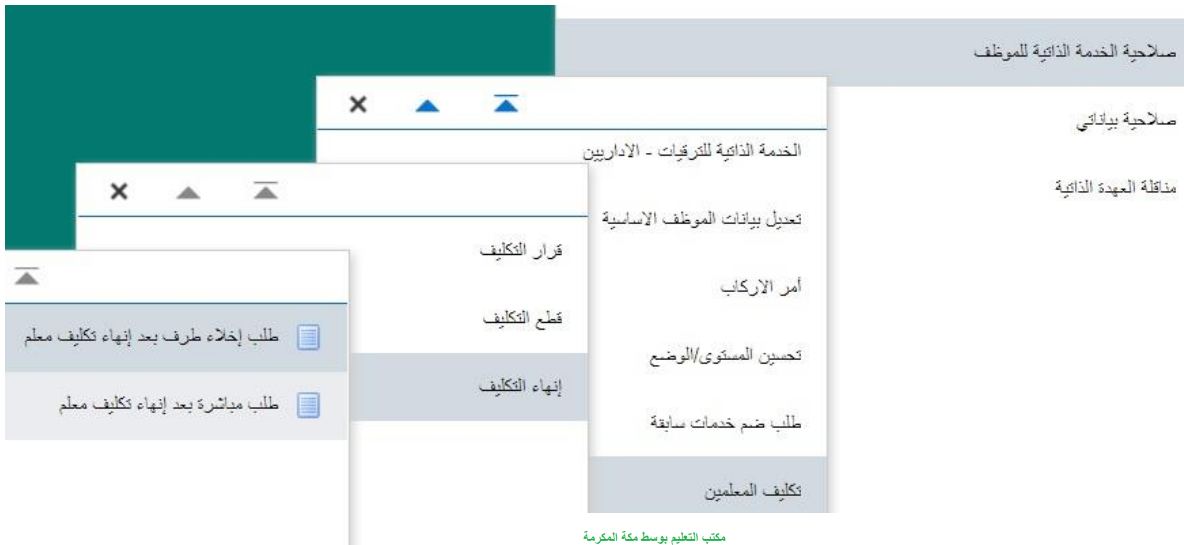 صلاحية الخدمة الذاتية للموظف
صلاحية بياناتي
مناقلة العهدة الذاتية
الخدمة الذاتية للترقيات - الاداريين
تعديل بيانات الموظف الاساسية
أمر الاركاب
تحسين المستوى/الوضع
طلب ضم خدمات سابقة
تكليف المعلمين
قرار التكليف
قطع التكليف
إنهاء التكليف
طلب إخلاء طرف بعد إنهاء تكليف معلم
طلب مباشرة بعد إنهاء تكليف معلم
مكتب التعليم بوسط مكة المكرمة